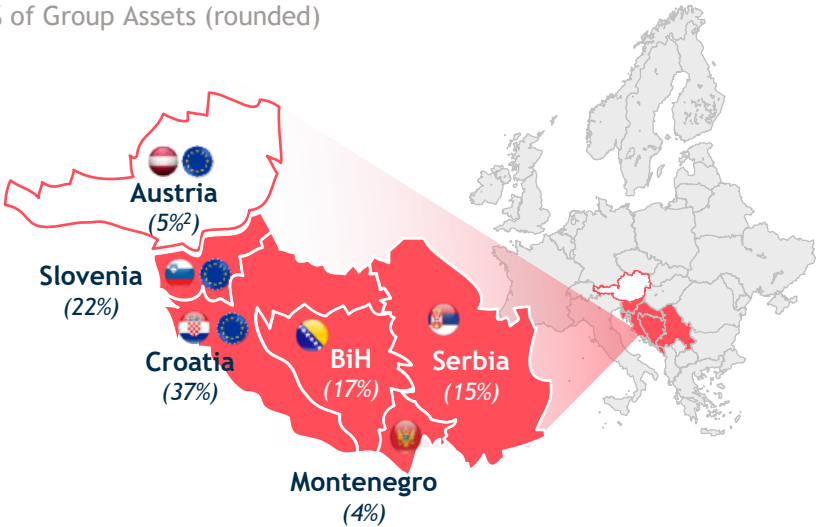 % of Group Assets (rounded)
Austria
(5%²)
Slovenia
(22%)
Croatia
(37%)
BiH
(17%)
Serbia
(15%)
Montenegro
(4%)